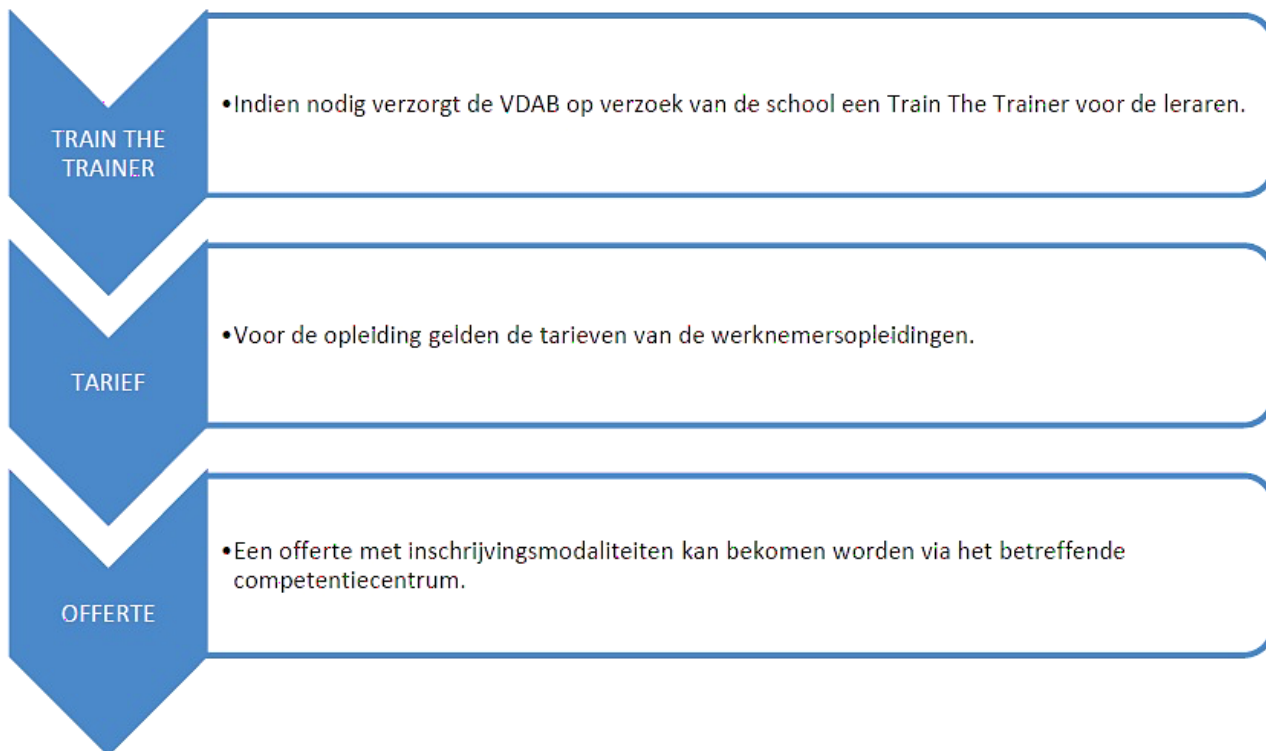 TRAIN THE
TRAINER
•Indien nodig verzorgt de VDAB op verzoek van de school een Train The Trainer voor de leraren.
TARIEF
•Voor de opleiding gelden de tarieven van de werknemersopleidingen.
OFFERTE
•Een offerte met inschrijvingsmodaliteiten kan bekomen worden via het betreffende
competentiecentrum.